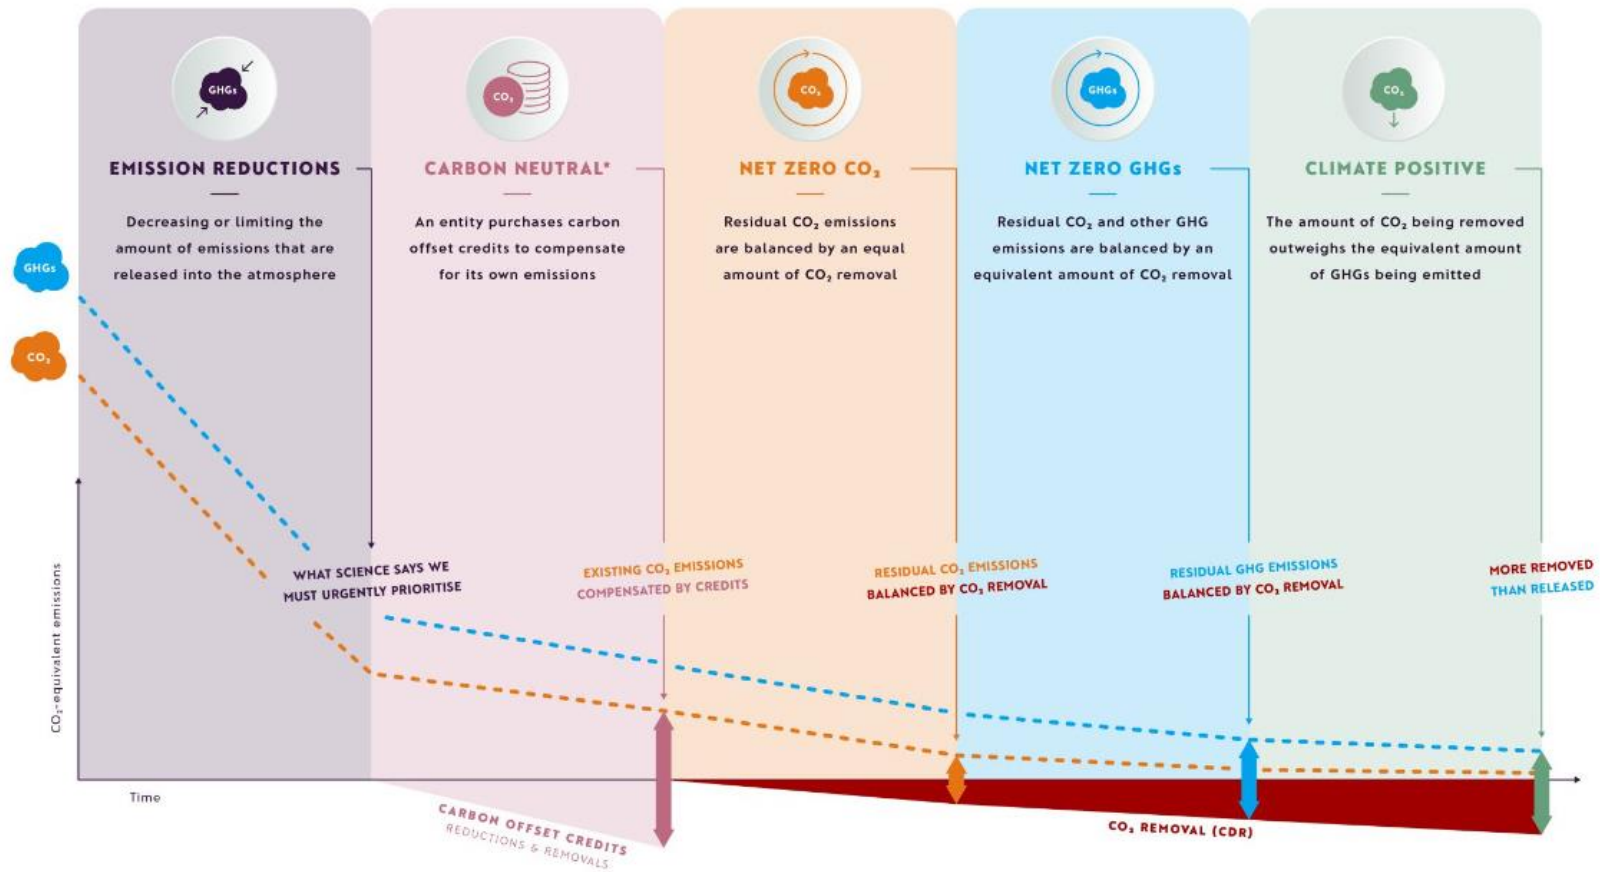 GHGs
CO₂
CO₂
GHGs
CO₂
EMISSION REDUCTIONS
Decreasing or limiting the
amount of emissions that are
released into the atmosphere
CARBON NEUTRAL*
An entity purchases carbon
offset credits to compensate
for its own emissions
NET ZERO CO₂
Residual CO₂ emissions
are balanced by an equal
amount of CO₂ removal
NET ZERO GHGs
Residual CO₂ and other GHG
emissions are balanced by an
equivalent amount of CO₂ removal
CLIMATE POSITIVE
The amount of CO₂ being removed
outweighs the equivalent amount
of GHGs being emitted
GHGs
CO₂
WHAT SCIENCE SAYS WE
MUST URGENTLY PRIORITISE
EXISTING CO₂ EMISSIONS
COMPENSATED BY CREDITS
RESIDUAL CO₂ EMISSIONS
BALANCED BY CO₂ REMOVAL
RESIDUAL GHG EMISSIONS
BALANCED BY CO₂ REMOVAL
MORE REMOVED
THAN RELEASED
CO₂-equivalent emissions
Time
CARBON OFFSET CREDITS
REDUCTIONS & REMOVALS
CO₂ REMOVAL (CDR)